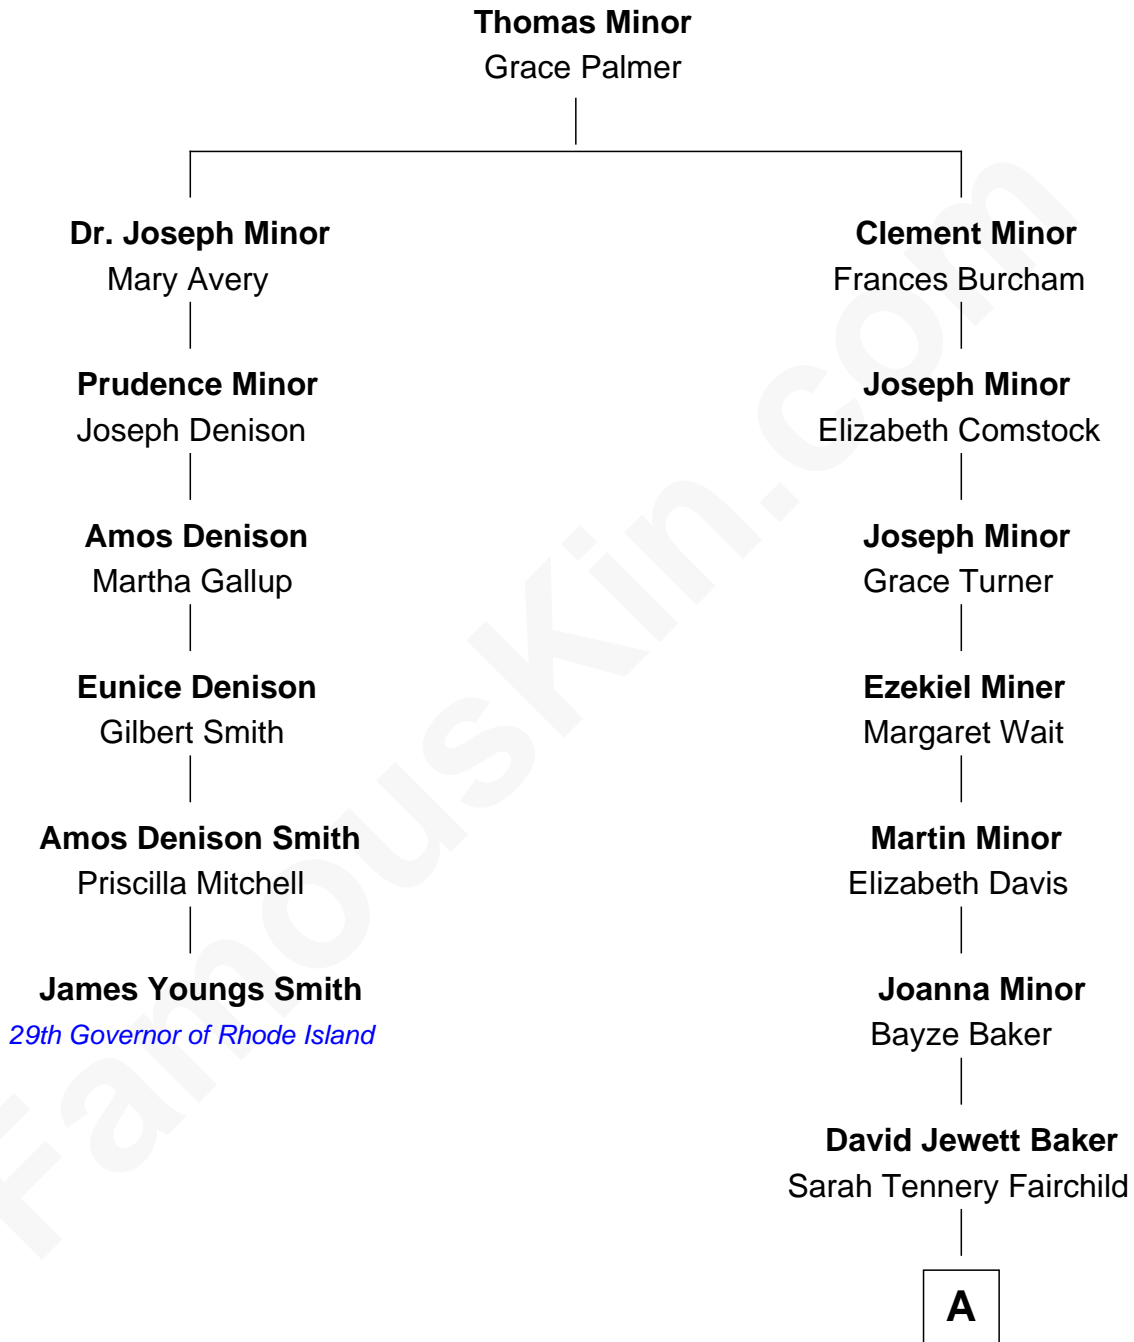 Thomas Minor
Grace Palmer
Dr. Joseph Minor
Mary Avery
Clement Minor
Frances Burcham
Prudence Minor
Joseph Denison
Joseph Minor
Elizabeth Comstock
Amos Denison
Martha Gallup
Joseph Minor
Grace Turner
Eunice Denison
Gilbert Smith
Ezekiel Miner
Margaret Wait
Amos Denison Smith
Priscilla Mitchell
Martin Minor
Elizabeth Davis
James Youngs Smith
29th Governor of Rhode Island
Joanna Minor
Bayze Baker
David Jewett Baker
Sarah Tennery Fairchild
A
FamousKin.com